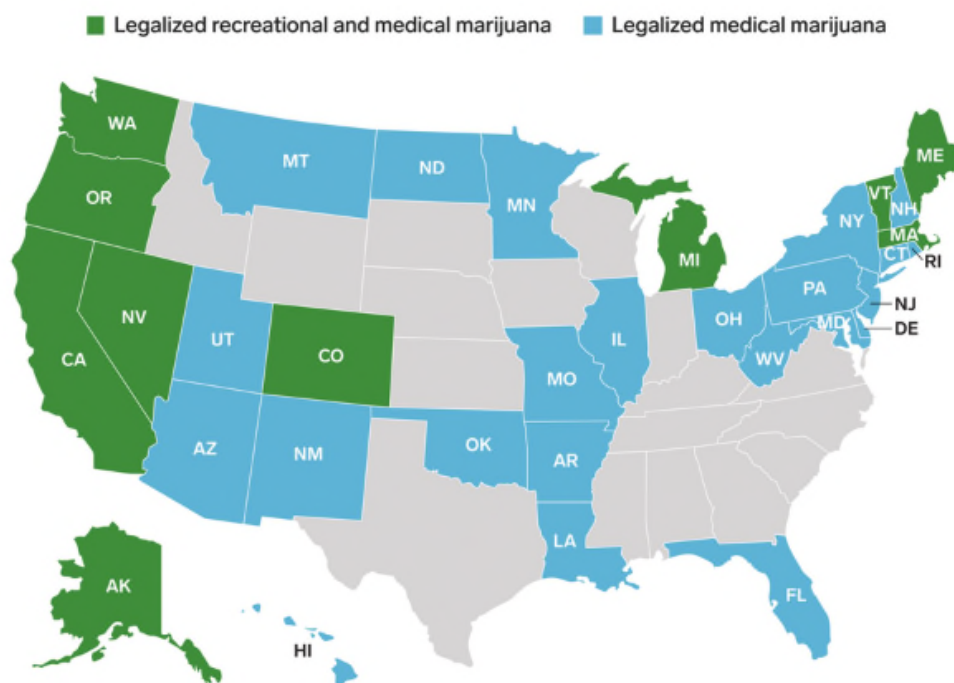 Legalized recreational and medical marijuana
Legalized medical marijuana
WA
MT
ND
MN
ME
VT
NH
OR
NY
MA
CT
RI
MI
PA
NJ
NV
UT
CO
IL
OH
MD
DE
CA
WV
MO
AZ
NM
OK
AR
LA
AK
FL
HI